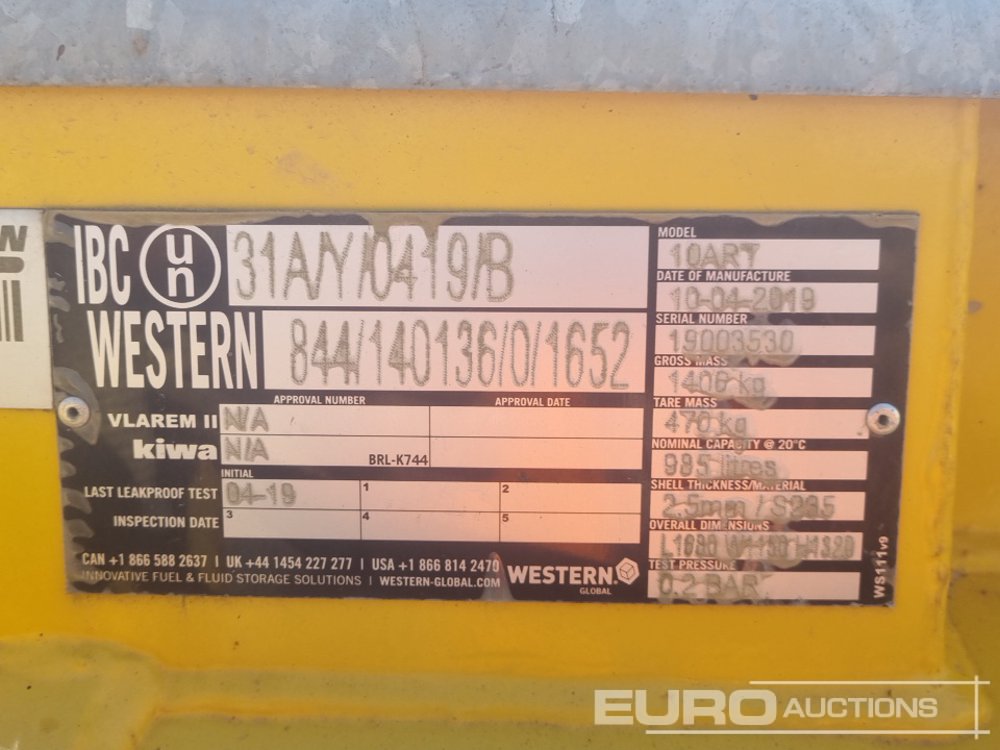 IBC un 31A/Y/0419/B
WESTERN 844/140136/0/1652
APPROVAL NUMBER APPROVAL DATE
VLAREM II N/A
kiwa N/A BRL-K744
INITIAL
LAST LEAKPROOF TEST 04-19 1 2
INSPECTION DATE 3 4 5
CAN +1 866 588 2637 | UK +44 1454 227 277 | USA +1 866 814 2470
INNOVATIVE FUEL & FLUID STORAGE SOLUTIONS | WESTERN-GLOBAL.COM
WESTERN
GLOBAL
MODEL
10ART
DATE OF MANUFACTURE
10-04-2019
SERIAL NUMBER
19003530
GROSS MASS
1406 kg
TARE MASS
470 kg
NOMINAL CAPACITY @ 20°C
985 litres
SHELL THICKNESS/MATERIAL
2.5mm /
OVERALL DIMENSIONS
TEST PRESSURE
0.2 BAR
WS111v9
EURO AUCTIONS